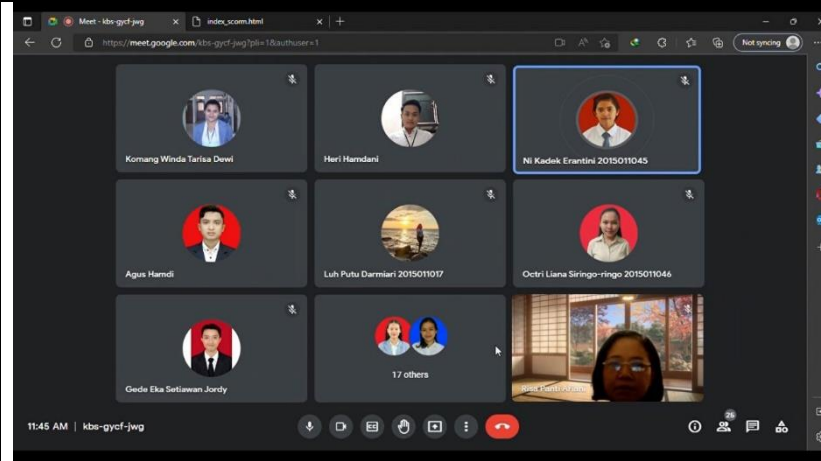 Meet - kbs-gycf-jwg
index_scorm.html
https://meet.google.com/kbs-gycf-jwg?pli=1&authuser=1
Not syncing
Komang Winda Tarisa Dewi
Heri Hamdani
Ni Kadek Erantini 2015011045
Agus Hamdi
Luh Putu Darmiari 2015011017
Octri Liana Siringo-ringo 2015011046
Gede Eka Setiawan Jordy
17 others
Risa Panti
11:45 AM | kbs-gycf-jwg